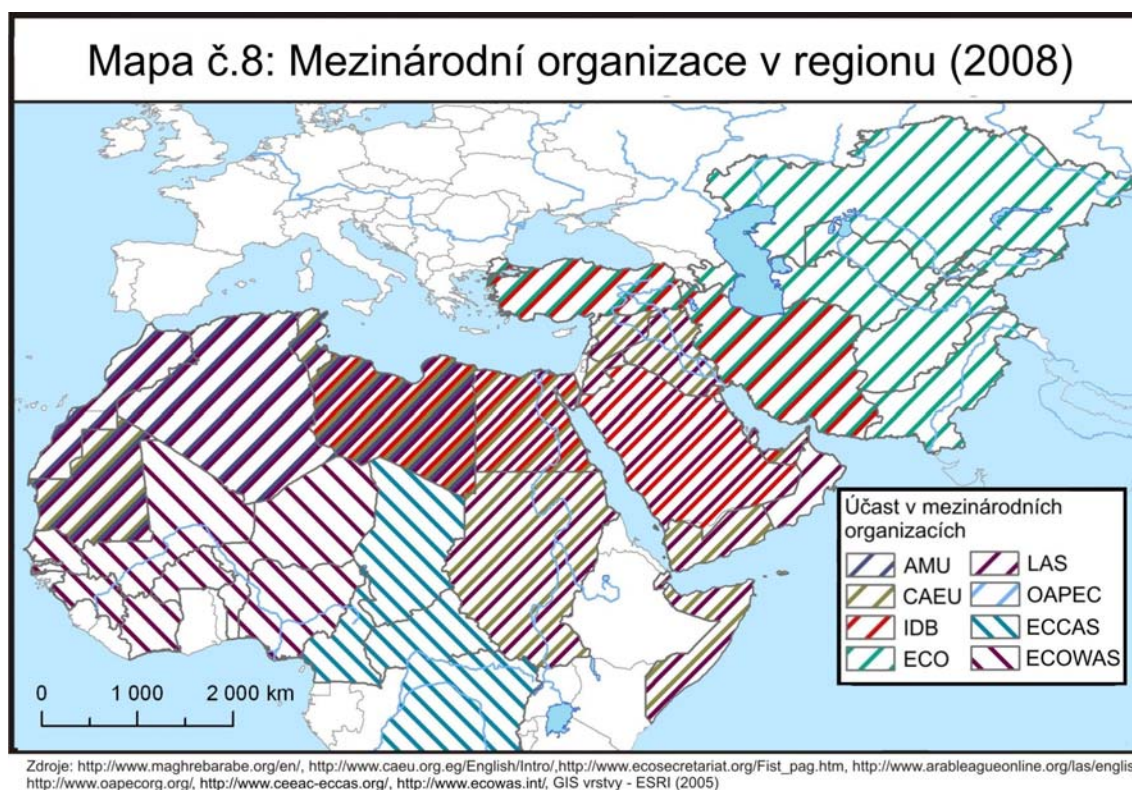 Mapa č.8: Mezinárodní organizace v regionu (2008)
Účast v mezinárodních
organizacích
AMU
CAEU
IDB
ECO
LAS
OAPEC
ECCAS
ECOWAS
0 1 000 2 000 km
Zdroje: http://www.maghrebarabe.org/en/, http://www.caeu.org.eg/English/Intro/,http://www.ecosecretariat.org/Fist_pag.htm, http://www.arableagueonline.org/las/englis
http://www.oapecorg.org/, http://www.ceeac-eccas.org/, http://www.ecowas.int/, GIS vrstvy - ESRI (2005)